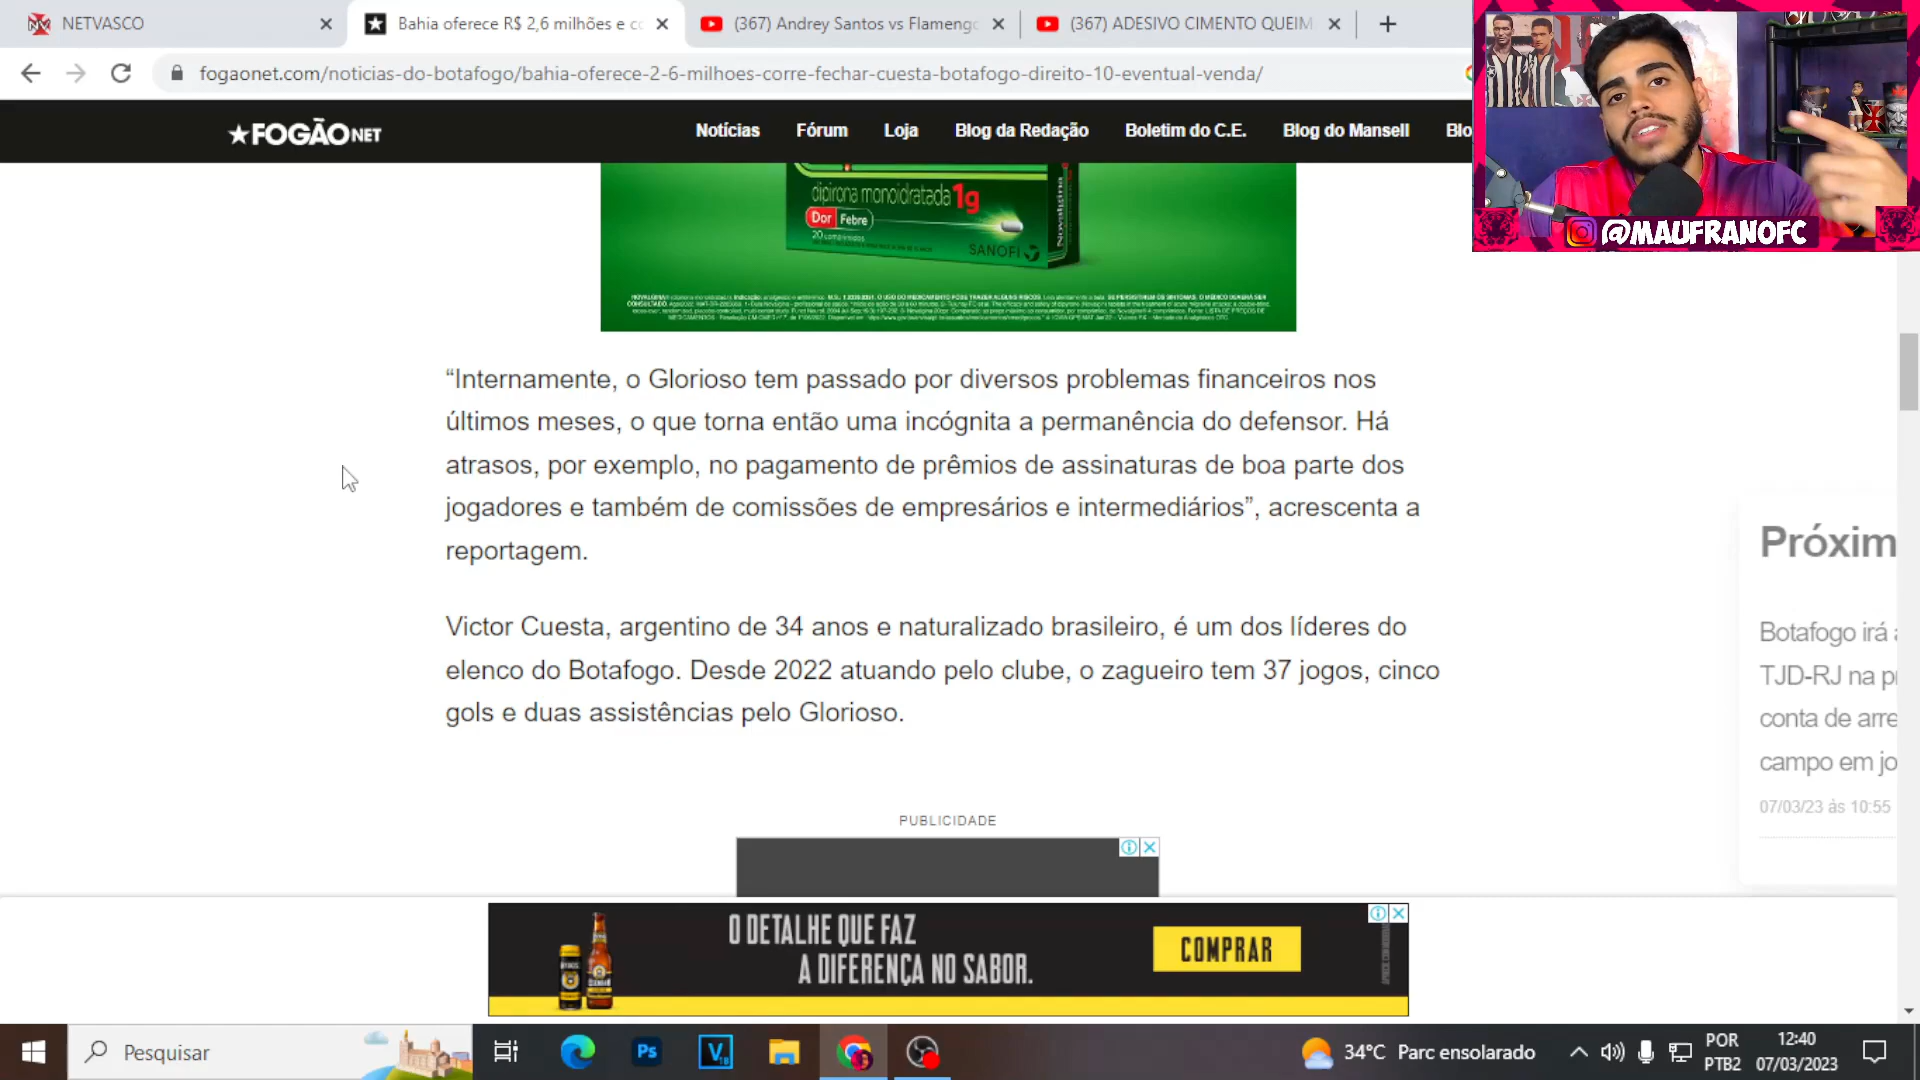 NETVASCO
Bahia oferece R$ 2,6 milhões e co
(367) Andrey Santos vs Flamengo
(367) ADESIVO CIMENTO QUEIM
fogaonet.com/noticias-do-botafogo/bahia-oferece-2-6-milhoes-corre-fechar-cuesta-botafogo-direito-10-eventual-venda/
FOGÃONET
Notícias
Fórum
Loja
Blog da Redação
Boletim do C.E.
Blog do Mansell
Blo
@MAUFRANOFC
dipirona monoidratada 1g
Dor Febre
20 comprimidos
Novalgina
SANOFI
“Internamente, o Glorioso tem passado por diversos problemas financeiros nos
últimos meses, o que torna então uma incógnita a permanência do defensor. Há
atrasos, por exemplo, no pagamento de prêmios de assinaturas de boa parte dos
jogadores e também de comissões de empresários e intermediários”, acrescenta a
reportagem.
Victor Cuesta, argentino de 34 anos e naturalizado brasileiro, é um dos líderes do
elenco do Botafogo. Desde 2022 atuando pelo clube, o zagueiro tem 37 jogos, cinco
gols e duas assistências pelo Glorioso.
Próxim
Botafogo irá a
TJD-RJ na pr
conta de arre
campo em jo
07/03/23 às 10:55
PUBLICIDADE
O DETALHE QUE FAZ
A DIFERENÇA NO SABOR.
COMPRAR
Pesquisar
Ps
V
34°C Parc ensolarado
POR
PTB2
12:40
07/03/2023